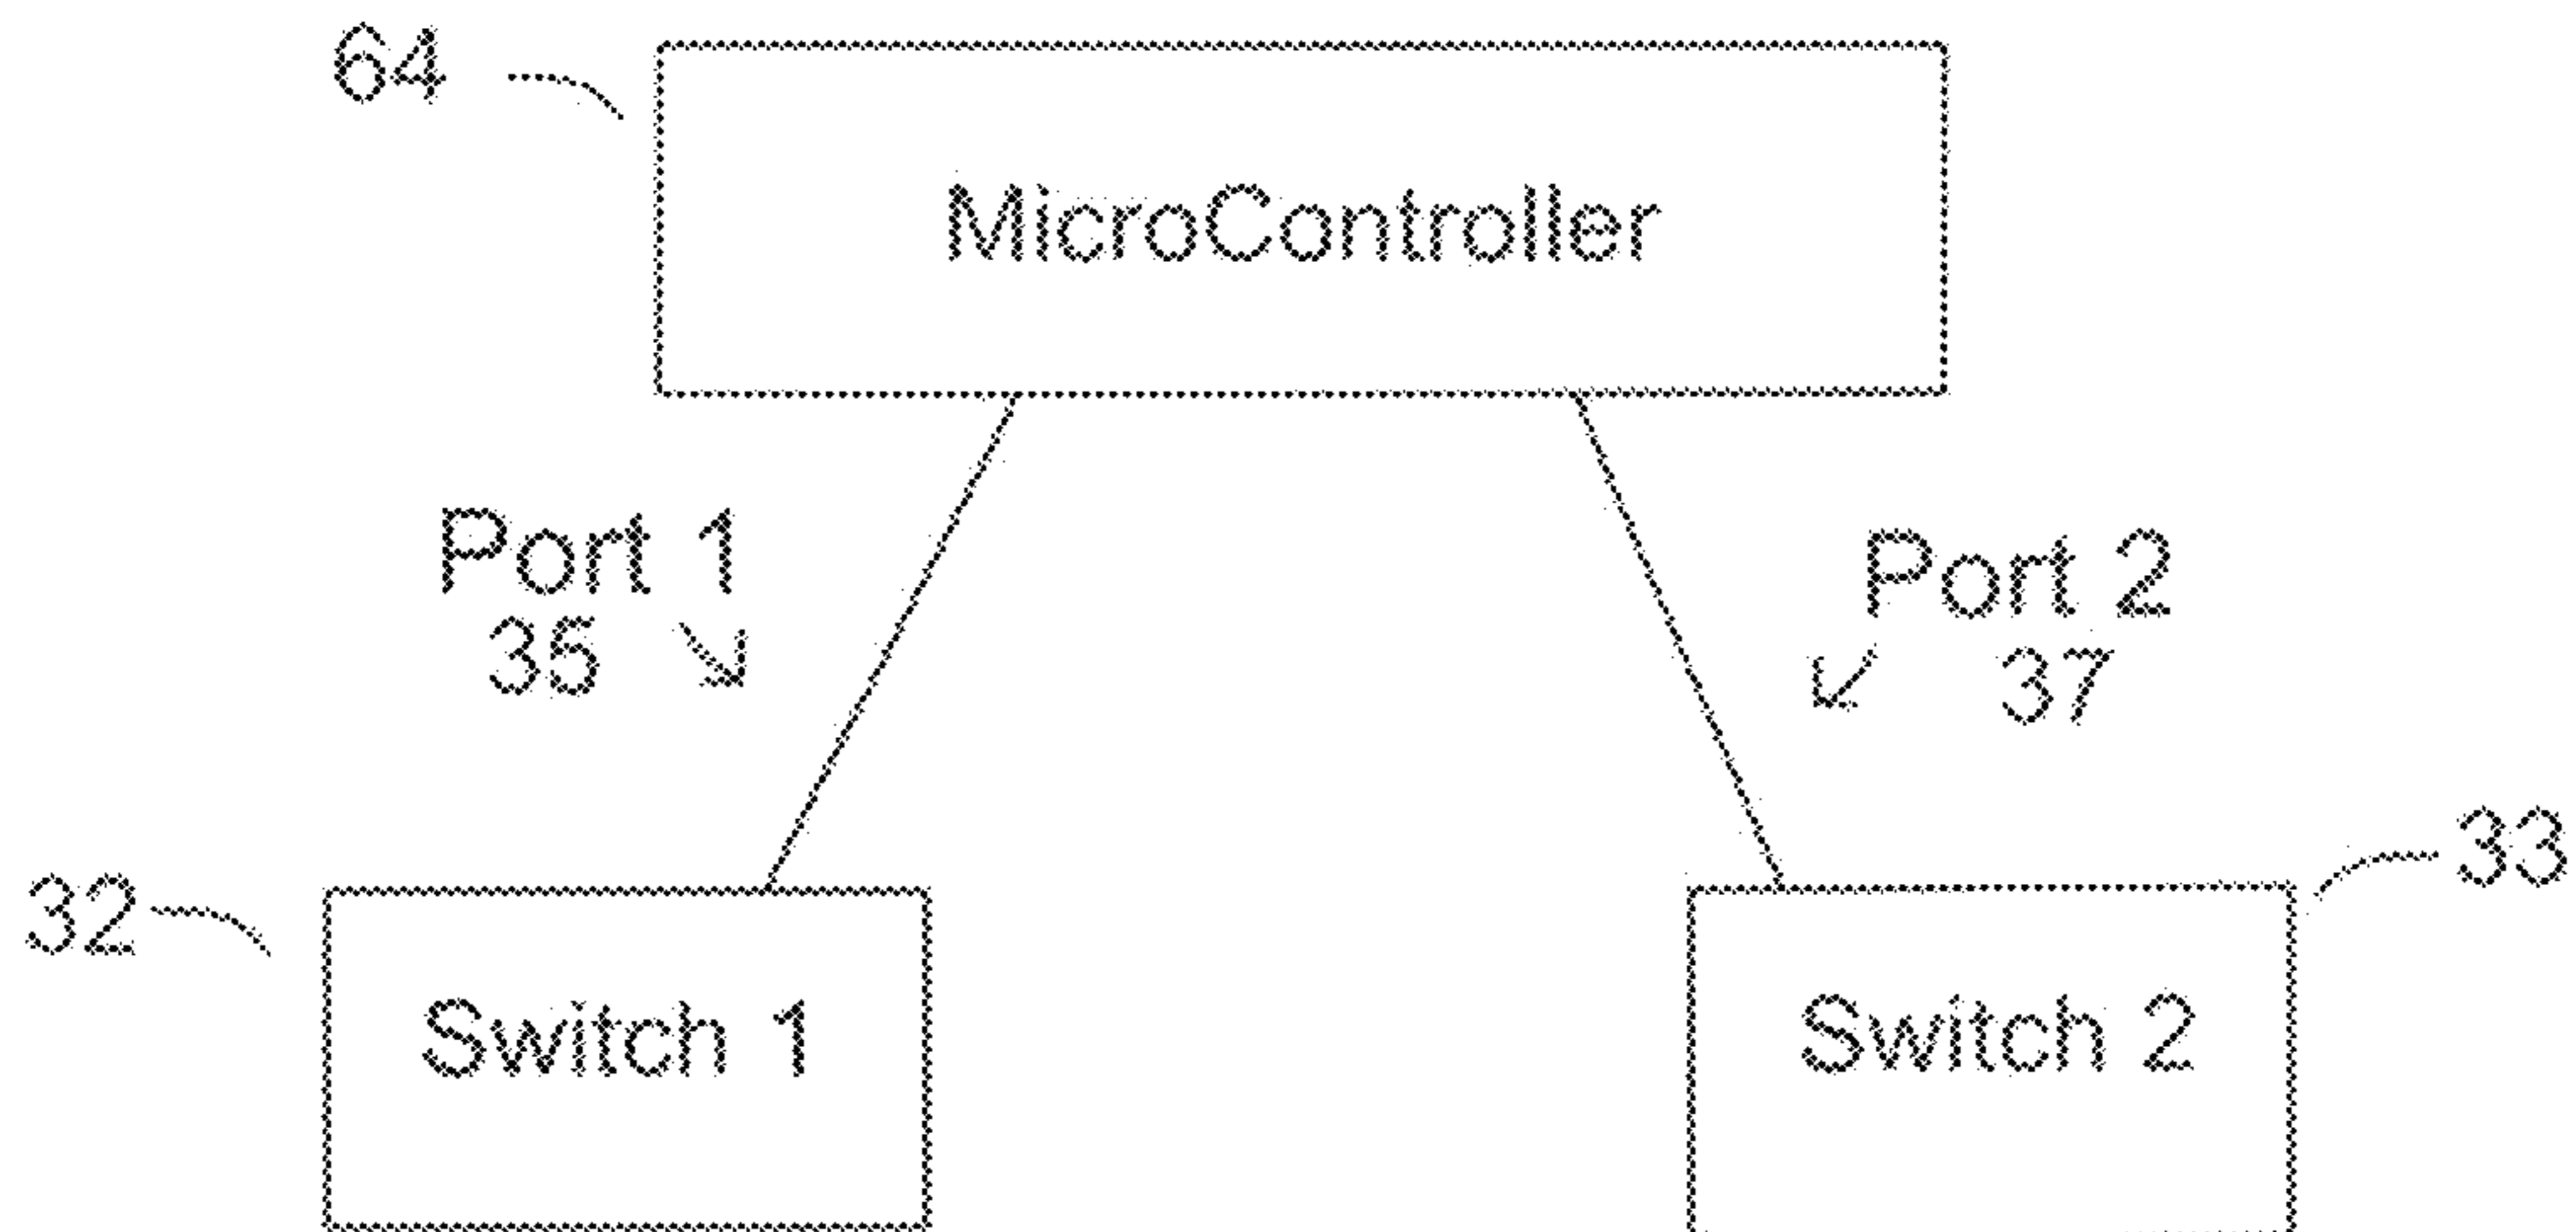 64
MicroController
Port 1
35
Port 2
37
32
33
Switch 1
Switch 2